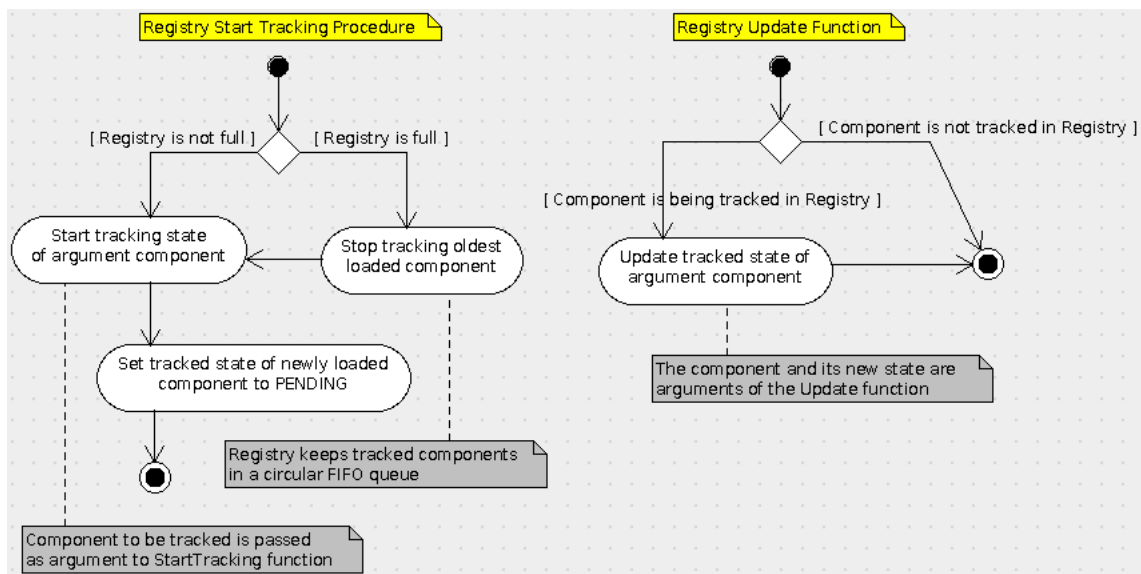 Registry Start Tracking Procedure
Registry Update Function
[ Registry is not full ]
[ Registry is full ]
[ Component is not tracked in Registry ]
[ Component is being tracked in Registry ]
Start tracking state
of argument component
Stop tracking oldest
loaded component
Update tracked state of
argument component
Set tracked state of newly loaded
component to PENDING
The component and its new state are
arguments of the Update function
Registry keeps tracked components
in a circular FIFO queue
Component to be tracked is passed
as argument to StartTracking function